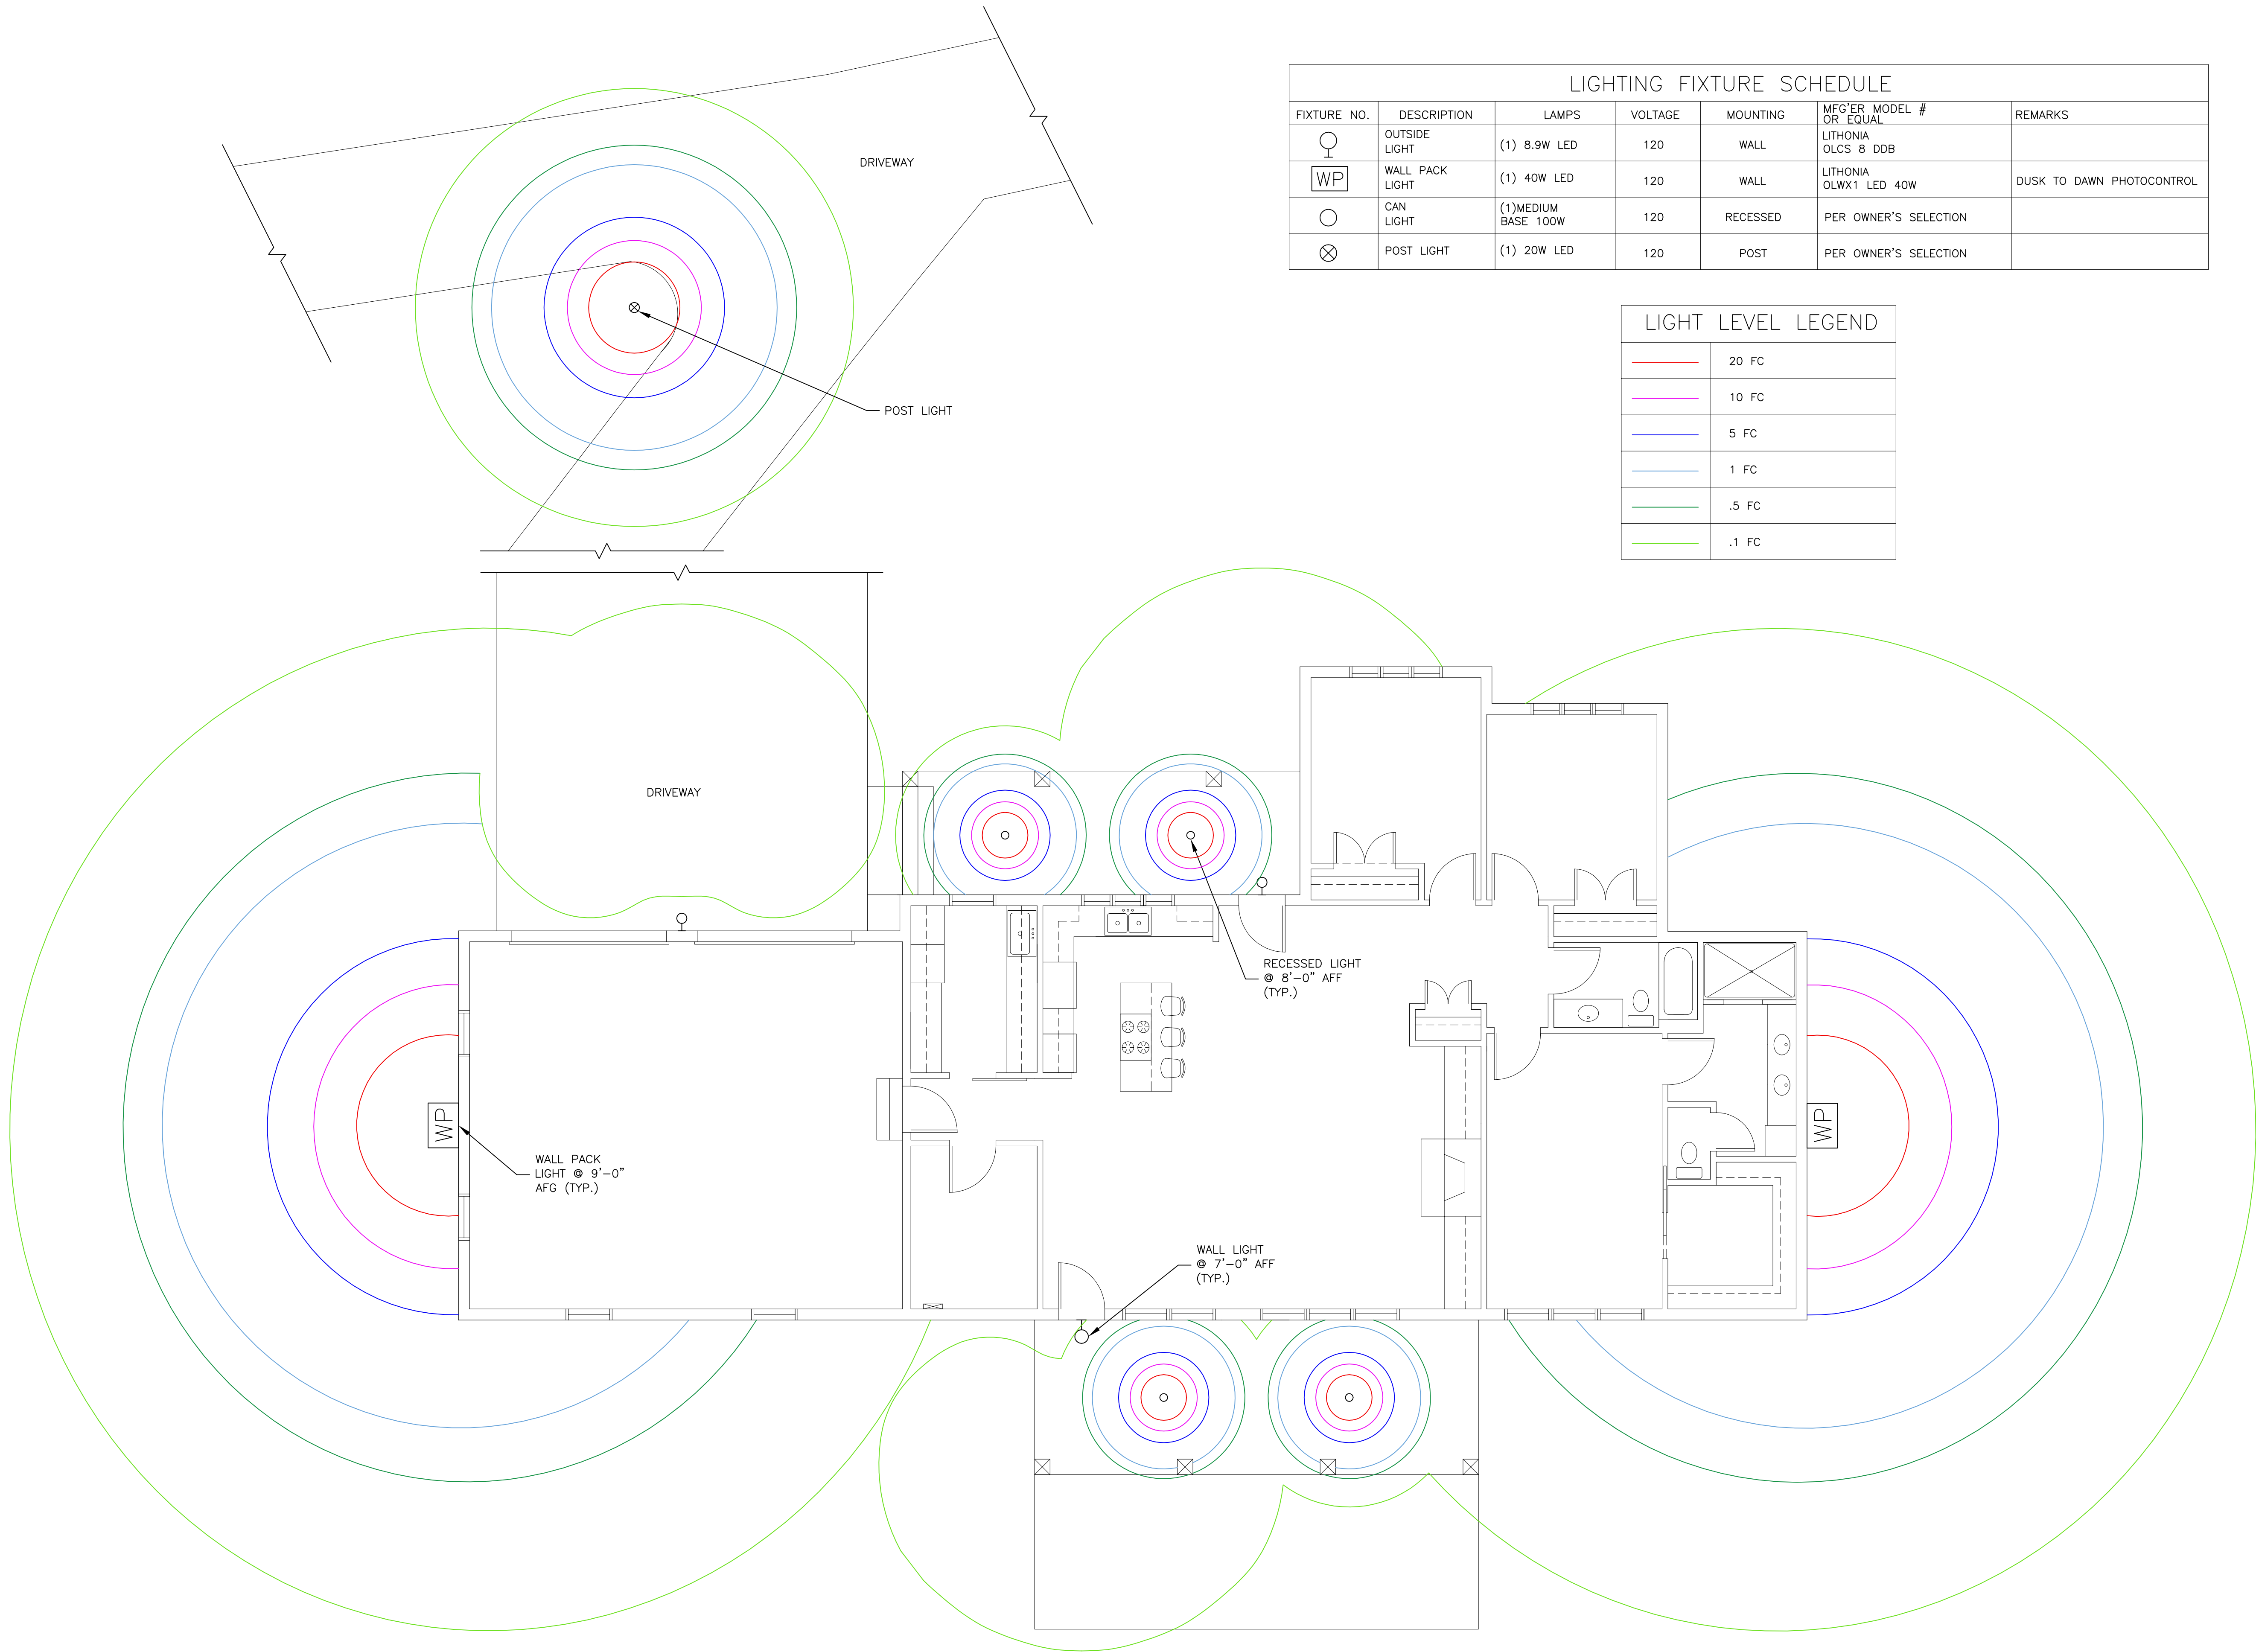 LIGHTING FIXTURE SCHEDULE
FIXTURE NO. DESCRIPTION LAMPS VOLTAGE MOUNTING MFG'ER MODEL # OR EQUAL REMARKS
OUTSIDE LIGHT (1) 8.9W LED 120 WALL LITHONIA OLCS 8 DDB
WP WALL PACK LIGHT (1) 40W LED 120 WALL LITHONIA OLWX1 LED 40W DUSK TO DAWN PHOTOCONTROL
CAN LIGHT (1)MEDIUM BASE 100W 120 RECESSED PER OWNER'S SELECTION
POST LIGHT (1) 20W LED 120 POST PER OWNER'S SELECTION
LIGHT LEVEL LEGEND
20 FC
10 FC
5 FC
1 FC
.5 FC
.1 FC
DRIVEWAY
POST LIGHT
DRIVEWAY
RECESSED LIGHT
@ 8'-0" AFF
(TYP.)
WP
WALL PACK
LIGHT @ 9'-0"
AFG (TYP.)
WP
WALL LIGHT
@ 7'-0" AFF
(TYP.)